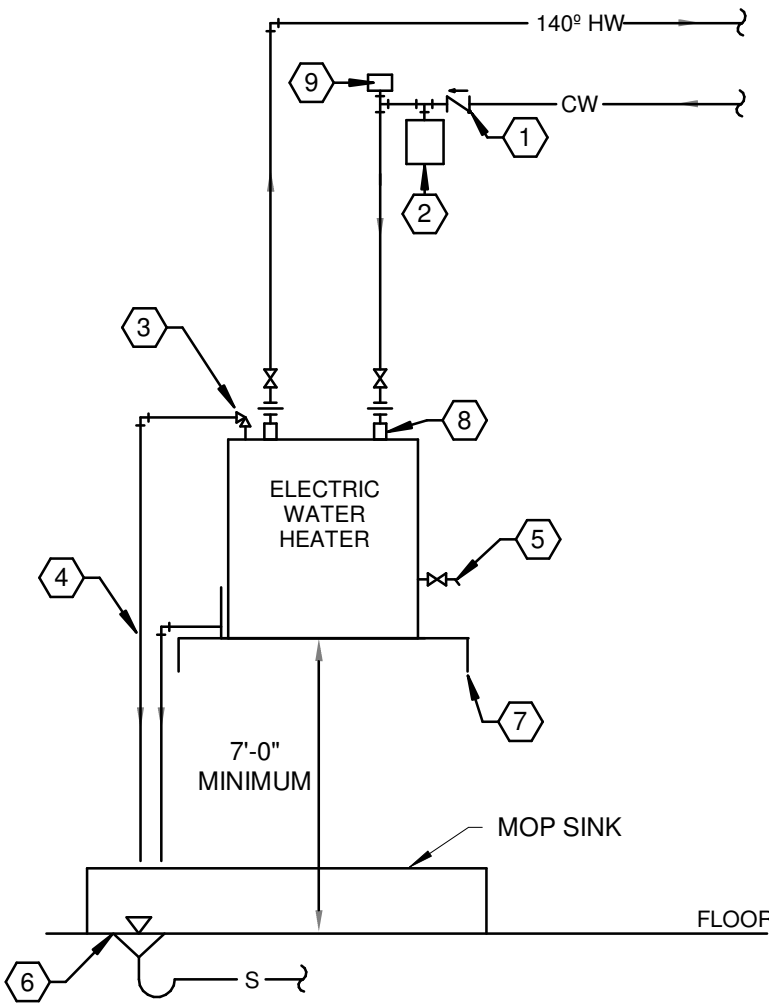 140º HW
9
CW
1
2
3
8
ELECTRIC
WATER
HEATER
5
4
7
7'-0"
MINIMUM
MOP SINK
FLOOR
6
S